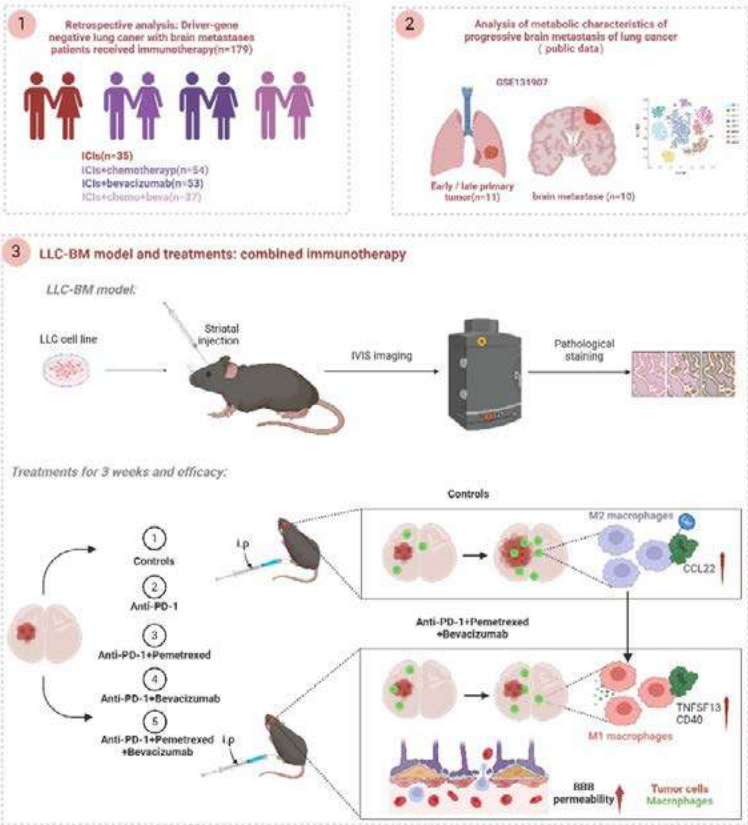 1
Retrospective analysis: Driver-gene
negative lung caner with brain metastases
patients received immunotherapy(n=179)
ICIs(n=35)
ICIs+chemotherayp(n=54)
ICIs+bevacizumab(n=53)
ICIs+chemo+beva(n=37)
2
Analysis of metabolic characteristics of
progressive brain metastasis of lung cancer
( public data)
GSE131907
Early / late primary
tumor(n=11)
brain metastase (n=10)
3
LLC-BM model and treatments: combined immunotherapy
LLC-BM model:
LLC cell line
Striatal
injection
IVIS imaging
Pathological
staining
Treatments for 3 weeks and efficacy:
1
Controls
2
Anti-PD-1
3
Anti-PD-1+Pemetrexed
4
Anti-PD-1+Bevacizumab
5
Anti-PD-1+Pemetrexed
+Bevacizumab
i.p
i.p
Controls
M2 macrophages
CCL22
Anti-PD-1+Pemetrexed
+Bevacizumab
M1 macrophages
TNFSF13
CD40
BBB
permeability
Tumor cells
Macrophages